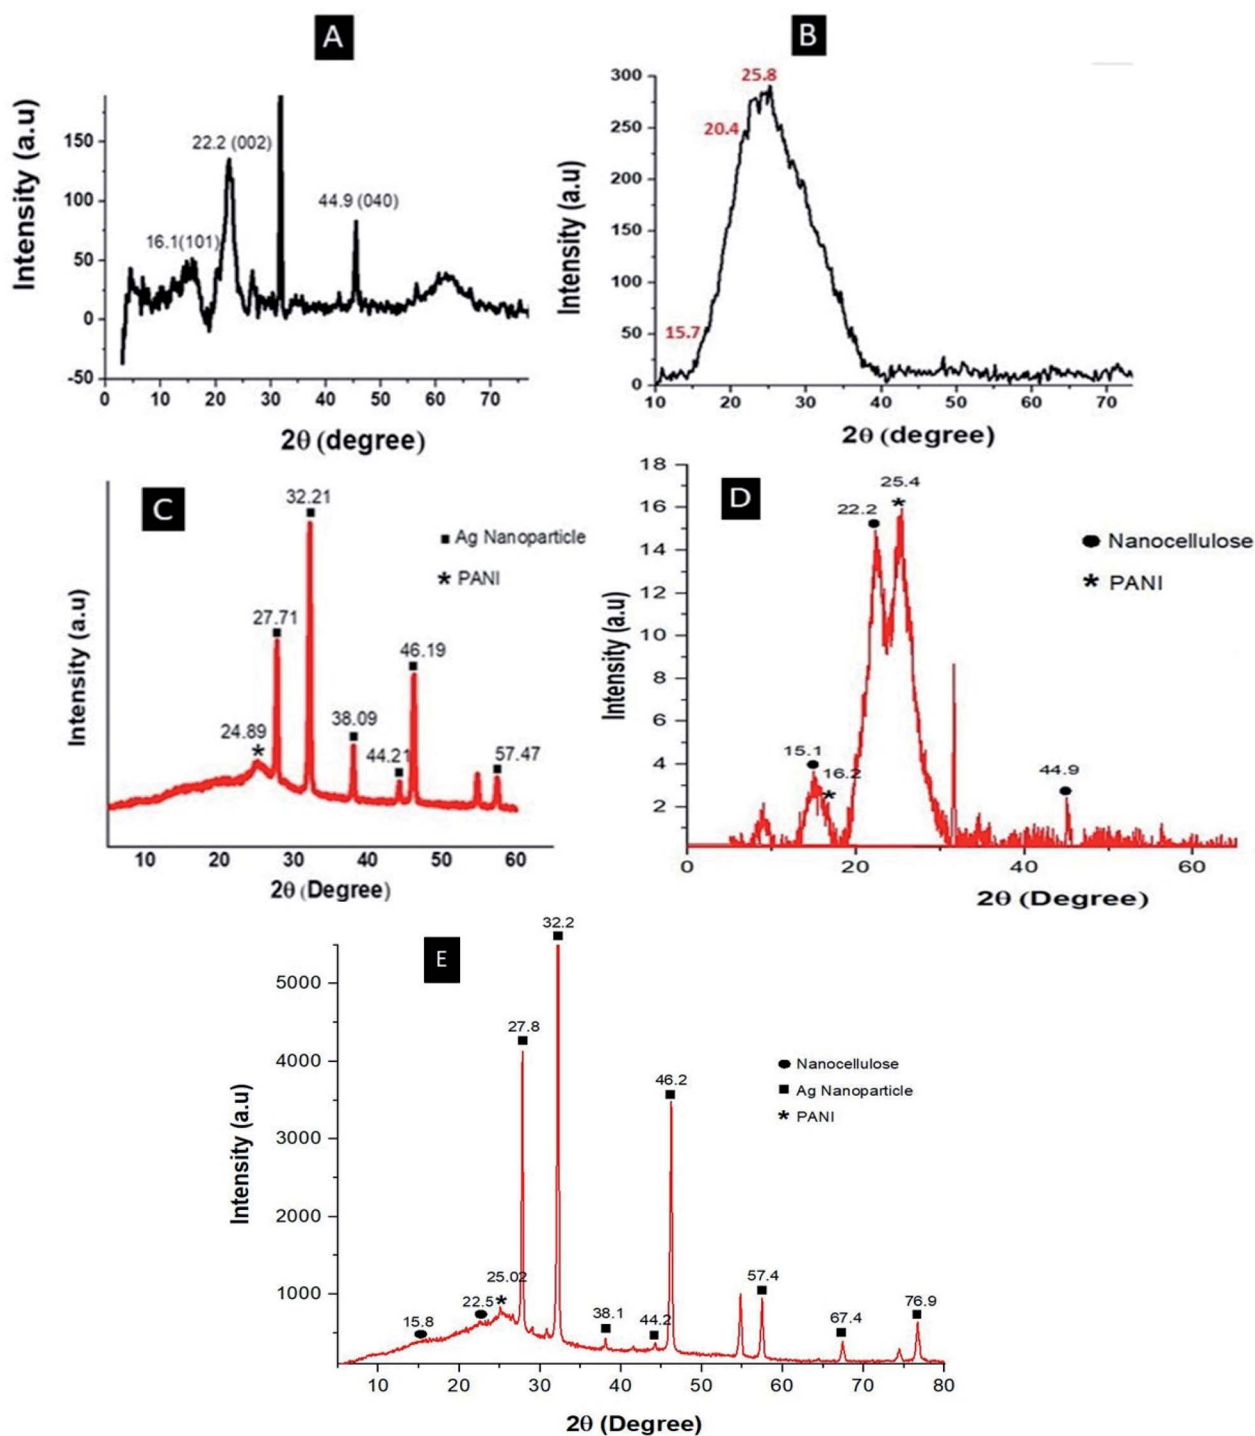 A
Intensity (a.u)
150
100
50
0
-50
16.1(101)
22.2 (002)
44.9 (040)
0 10 20 30 40 50 60 70
2θ (degree)
B
Intensity (a.u)
300
250
200
150
100
50
0
15.7
20.4
25.8
10 20 30 40 50 60 70
2θ (degree)
C
Intensity (a.u)
24.89
27.71
32.21
38.09
44.21
46.19
57.47
■ Ag Nanoparticle
* PANI
10 20 30 40 50 60
2θ (Degree)
D
Intensity (a.u)
18
16
14
12
10
8
6
4
2
15.1
16.2
22.2
25.4
44.9
● Nanocellulose
* PANI
0 20 40 60
2θ (Degree)
E
Intensity (a.u)
5000
4000
3000
2000
1000
15.8
22.5
25.02
27.8
32.2
38.1
44.2
46.2
57.4
67.4
76.9
● Nanocellulose
■ Ag Nanoparticle
* PANI
10 20 30 40 50 60 70 80
2θ (Degree)